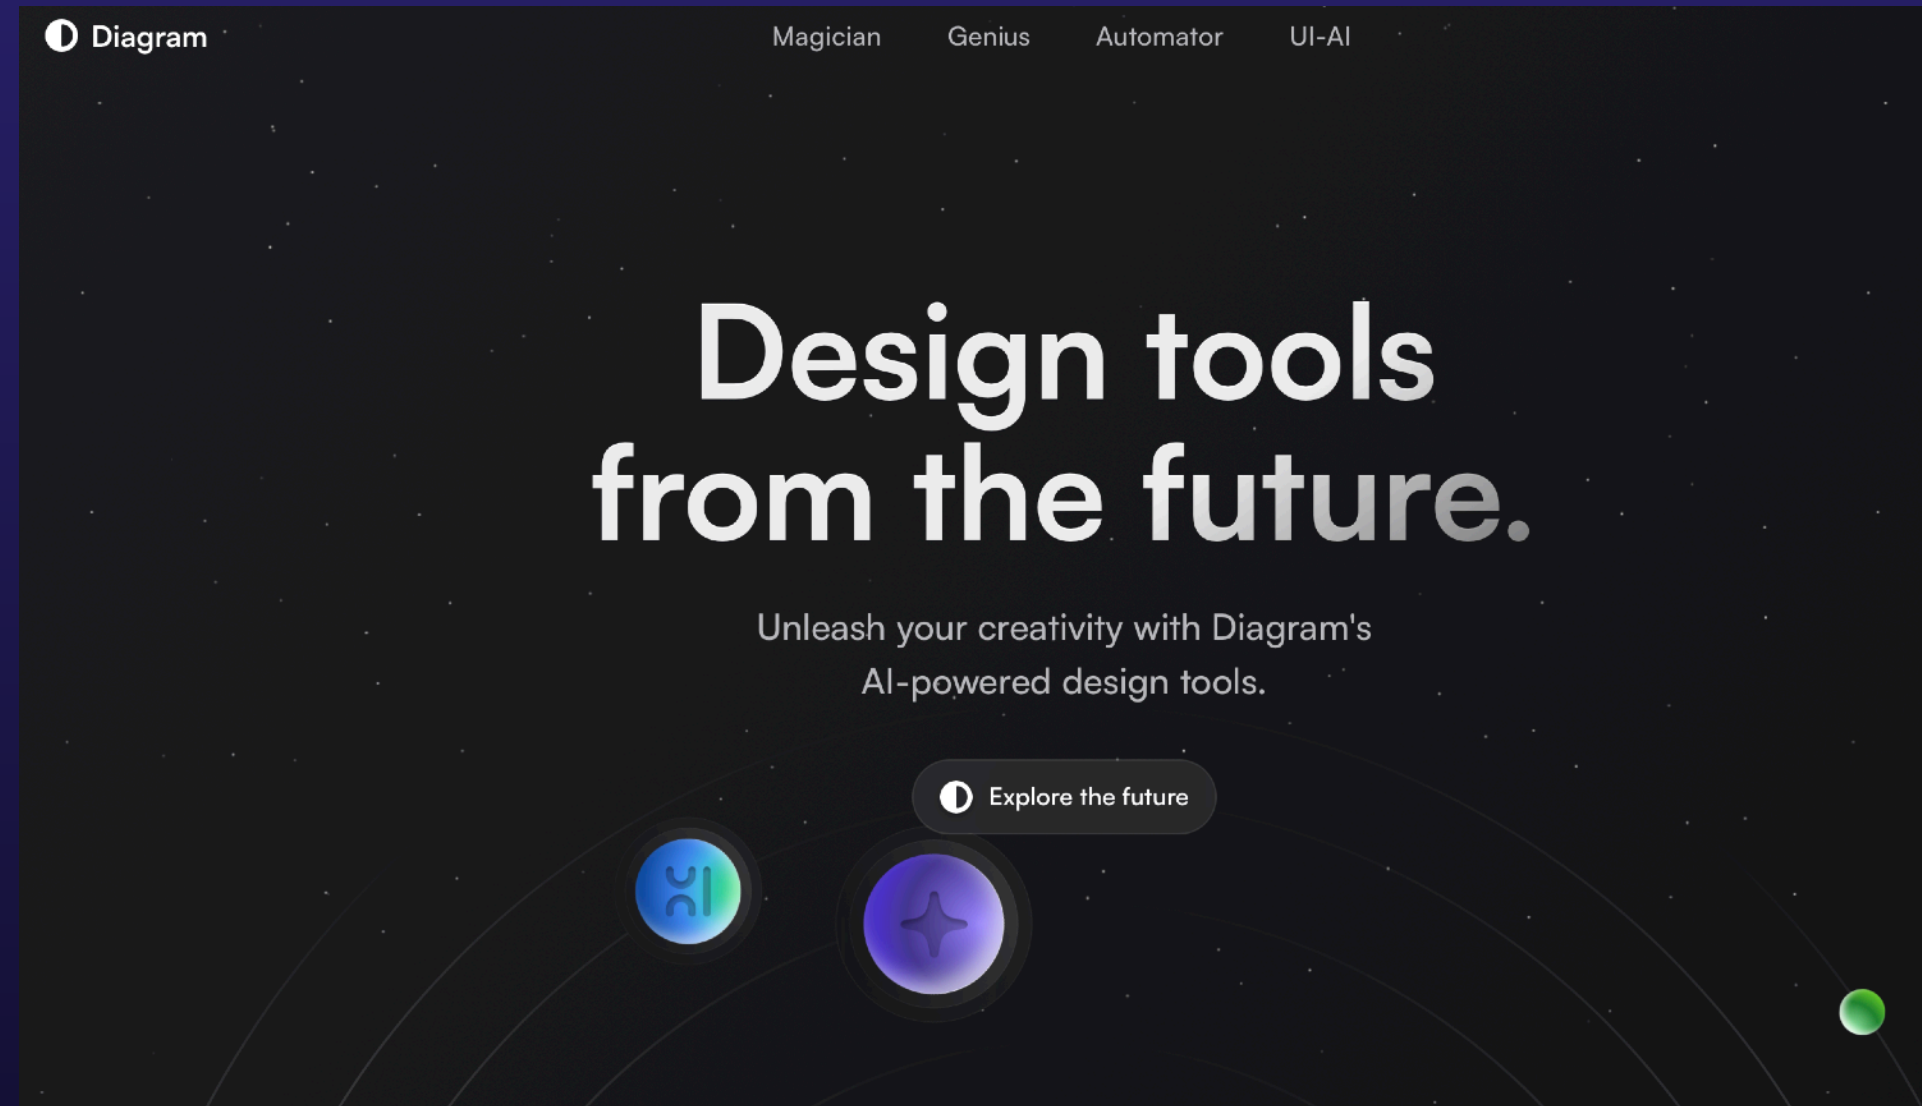 Diagram
Magician
Genius
Automator
UI-AI
Design tools
from the future.
Unleash your creativity with Diagram's
AI-powered design tools.
Explore the future